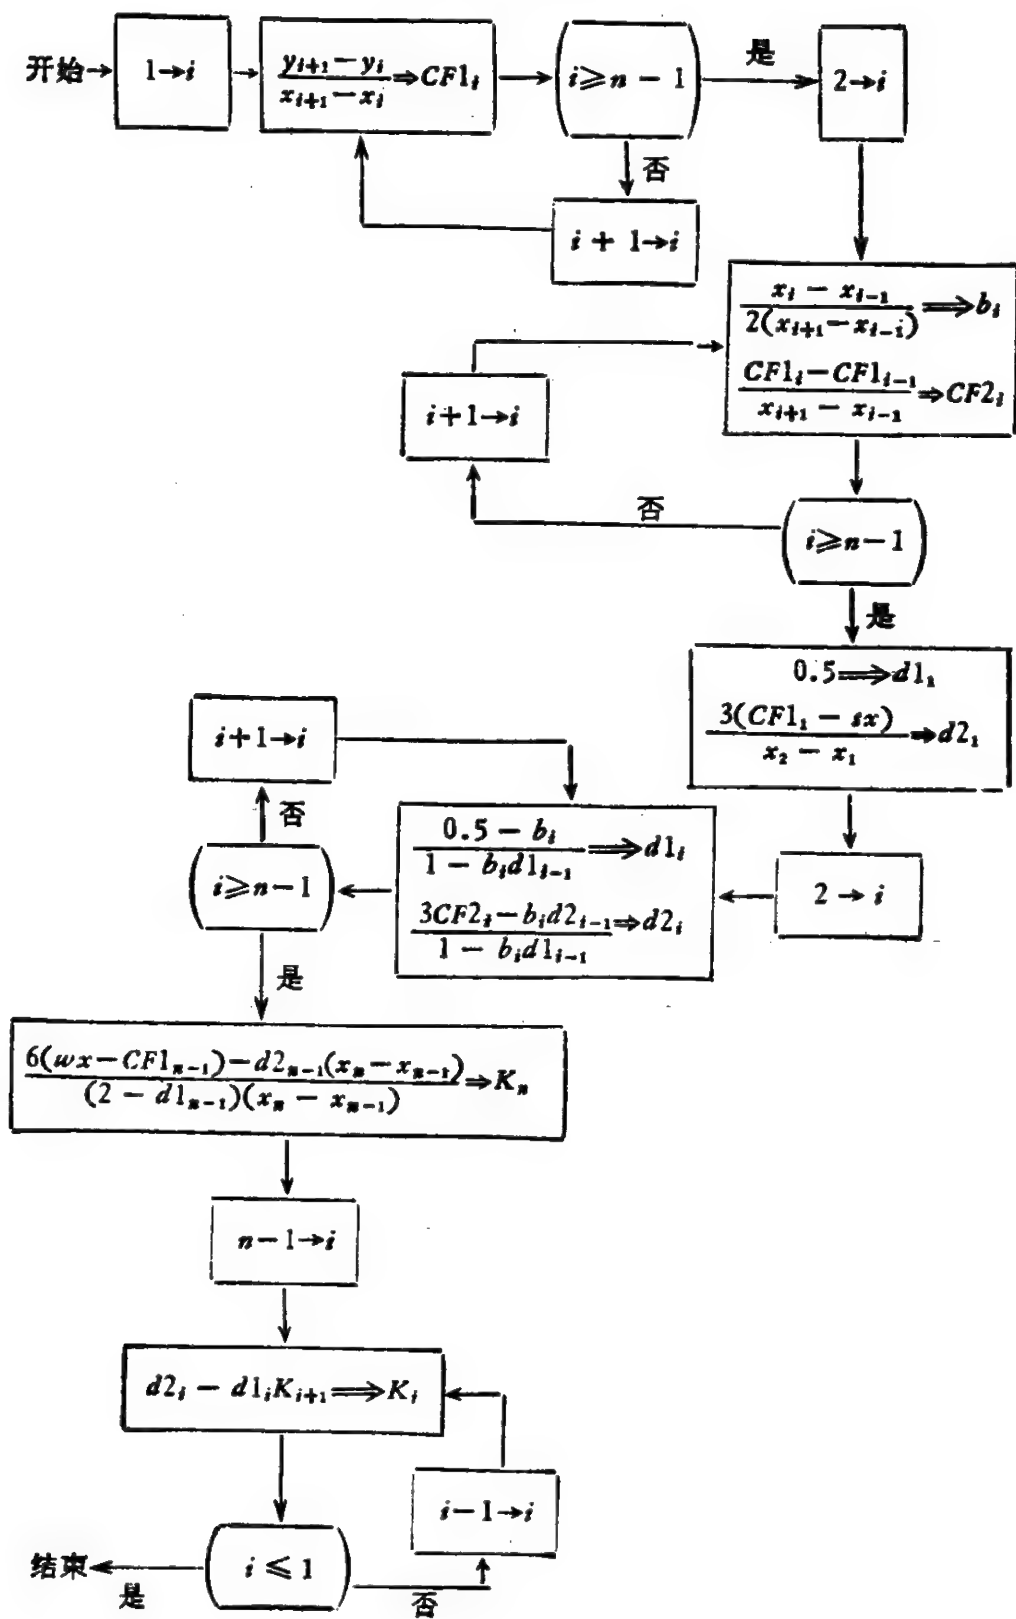 开始→ 1→i → (y_{i+1} − y_i)/(x_{i+1} − x_i) ⇒ CF1_i → i ≥ n − 1 是 → 2→i
否
i + 1→i
(x_i − x_{i−1})/(2(x_{i+1} − x_{i−i})) ⇒ b_i
(CF1_i − CF1_{i−1})/(x_{i+1} − x_{i−1}) ⇒ CF2_i
i+1→i
否
i ≥ n − 1
是
0.5 ⇒ d1_1
3(CF1_1 − sx)/(x_2 − x_1) ⇒ d2_1
i+1→i
否
(0.5 − b_i)/(1 − b_i d1_{i−1}) ⇒ d1_i
i ≥ n − 1
2 → i
(3CF2_i − b_i d2_{i−1})/(1 − b_i d1_{i−1}) ⇒ d2_i
是
(6(wx − CF1_{n−1}) − d2_{n−1}(x_n − x_{n−1}))/((2 − d1_{n−1})(x_n − x_{n−1})) ⇒ K_n
n−1→i
d2_i − d1_i K_{i+1} ⇒ K_i
i−1→i
结束 ← 是 i ≤ 1 否